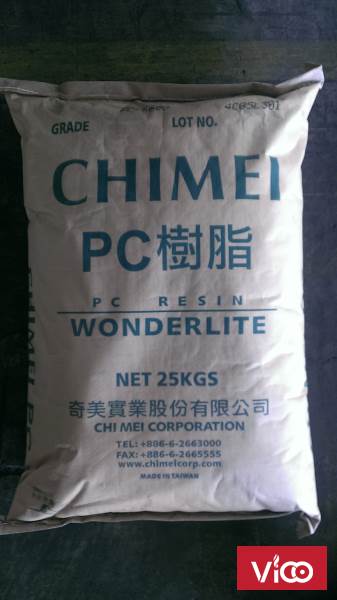 GRADE LOT NO.
CHIMEI
PC樹脂
PC RESIN
WONDERLITE
NET 25KGS
奇美實業股份有限公司
CHI MEI CORPORATION
TEL: +886-6-2663000
FAX: +886-6-2665555
www.chimeicorp.com
MADE IN TAIWAN
VICO